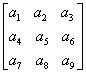 a₁ a₂ a₃
a₄ a₅ a₆
a₇ a₈ a₉